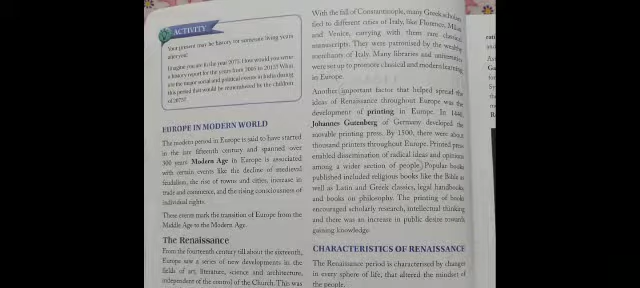 ACTIVITY
Your present may be history for someone living years
after you.
Imagine you are in the year 2075. How would you write
a history report for the years from 2005 to 2012? What
are the major social and political events in India during
this period that would be remembered by the children
of 2075?
EUROPE IN MODERN WORLD
The modern period in Europe is said to have started
in the late fifteenth century and spanned over
300 years. Modern Age in Europe is associated
with certain events like the decline of medieval
feudalism, the rise of towns and cities, increase in
trade and commerce, and the rising consciousness of
individual rights.
These events mark the transition of Europe from the
Middle Age to the Modern Age.
The Renaissance
From the fourteenth century till about the sixteenth,
Europe saw a series of new developments in the
fields of art, literature, science and architecture,
independent of the control of the Church. This was
With the fall of Constantinople, many Greek scholars
fled to different cities of Italy, like Florence, Milan
and Venice, carrying with them rare classical
manuscripts. They were patronised by the wealthy
merchants of Italy. Many libraries and universities
were set up to promote classical and modern learning
in Europe.
Another important factor that helped spread the
ideas of Renaissance throughout Europe was the
development of printing in Europe. In
Johannes Gutenberg of Germany developed the
movable printing press. By 1500, there were about
thousand printers throughout Europe. Printed press
enabled dissemination of radical ideas and opinions
among a wider section of people. Popular books
published included religious books like the Bible as
well as Latin and Greek classics, legal handbooks,
and books on philosophy. The printing of books
encouraged scholarly research, intellectual thinking
and there was an increase in public desire towards
gaining knowledge.
CHARACTERISTICS OF RENAISSANCE
The Renaissance is characterised by changes
in every sphere of life, that altered the mindset of
the people.